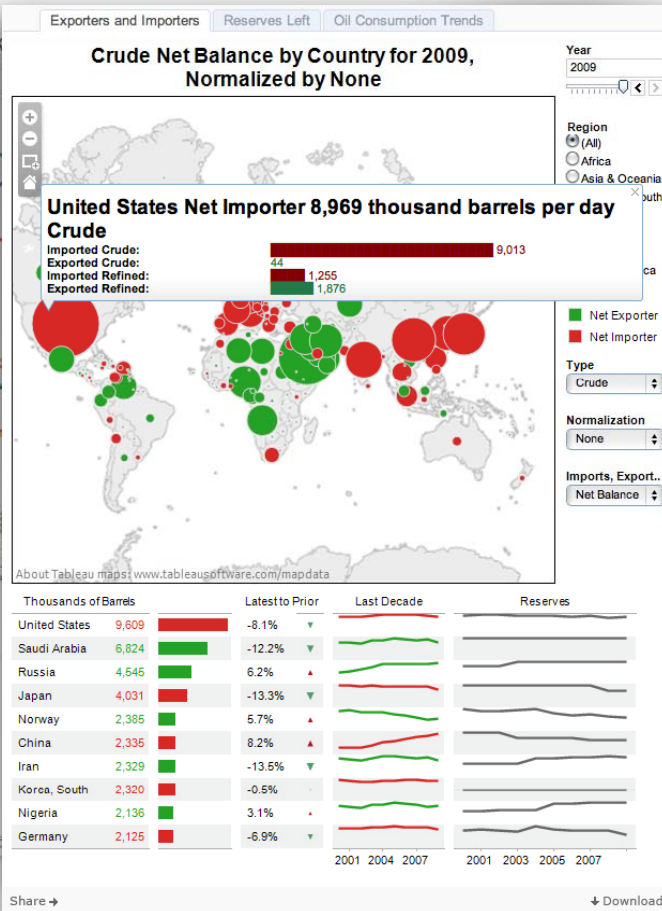 Exporters and Importers
Reserves Left
Oil Consumption Trends
Crude Net Balance by Country for 2009,
Normalized by None
Year
2009
Region
(All)
Africa
Asia & Oceania
United States Net Importer 8,969 thousand barrels per day
Crude
Imported Crude: 9,013
Exported Crude: 44
Imported Refined: 1,255
Exported Refined: 1,876
Net Exporter
Net Importer
Type
Crude
Normalization
None
Imports, Export..
Net Balance
About Tableau maps: www.tableausoftware.com/mapdata
Thousands of Barrels Latest to Prior Last Decade Reserves
United States 9,609 -8.1%
Saudi Arabia 6,824 -12.2%
Russia 4,545 6.2%
Japan 4,031 -13.3%
Norway 2,385 5.7%
China 2,335 8.2%
Iran 2,329 -13.5%
Korea, South 2,320 -0.5%
Nigeria 2,136 3.1%
Germany 2,125 -6.9%
2001 2004 2007 2001 2003 2005 2007
Share
Download